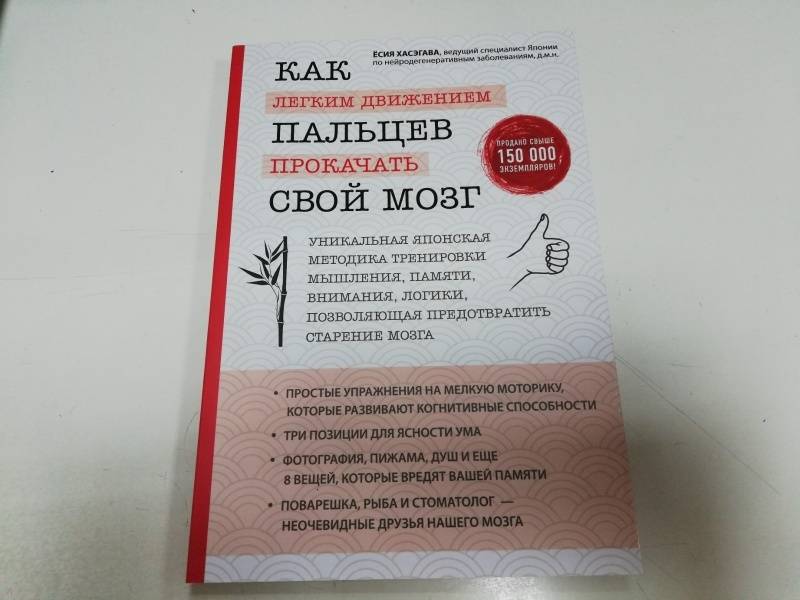 ЁСИЯ ХАСЭГАВА, ведущий специалист Японии
по нейродегенеративным заболеваниям, д.м.н.
КАК
ЛЕГКИМ ДВИЖЕНИЕМ
ПАЛЬЦЕВ
ПРОКАЧАТЬ
СВОЙ МОЗГ
ПРОДАНО СВЫШЕ
150 000
ЭКЗЕМПЛЯРОВ!
УНИКАЛЬНАЯ ЯПОНСКАЯ
МЕТОДИКА ТРЕНИРОВКИ
МЫШЛЕНИЯ, ПАМЯТИ,
ВНИМАНИЯ, ЛОГИКИ,
ПОЗВОЛЯЮЩАЯ ПРЕДОТВРАТИТЬ
СТАРЕНИЕ МОЗГА
• ПРОСТЫЕ УПРАЖНЕНИЯ НА МЕЛКУЮ МОТОРИКУ,
КОТОРЫЕ РАЗВИВАЮТ КОГНИТИВНЫЕ СПОСОБНОСТИ
• ТРИ ПОЗИЦИИ ДЛЯ ЯСНОСТИ УМА
• ФОТОГРАФИЯ, ПИЖАМА, ДУШ И ЕЩЕ
8 ВЕЩЕЙ, КОТОРЫЕ ВРЕДЯТ ВАШЕЙ ПАМЯТИ
• ПОВАРЕШКА, РЫБА И СТОМАТОЛОГ —
НЕОЧЕВИДНЫЕ ДРУЗЬЯ НАШЕГО МОЗГА